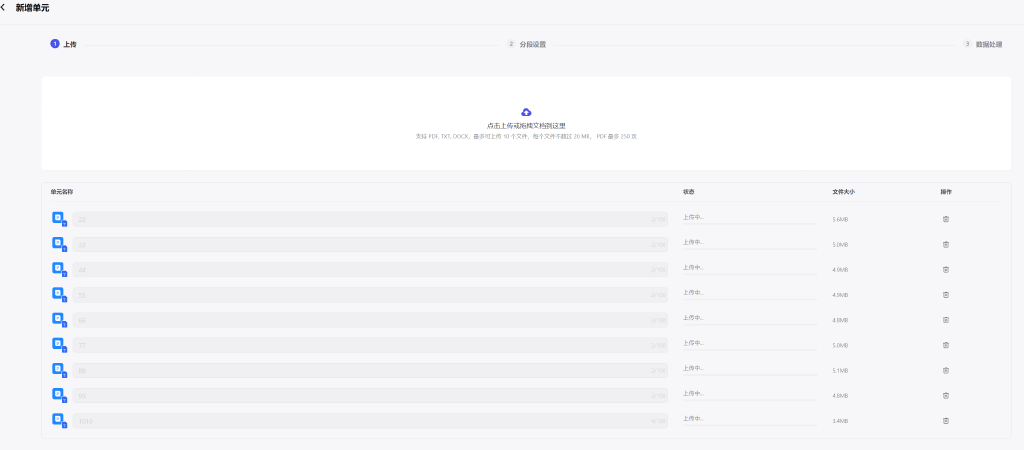 新增单元
1 上传
2 分段设置
3 数据处理
点击上传或拖拽文档到这里
支持 PDF, TXT, DOCX, 最多可上传 10 个文件, 每个文件不超过 20 MB, PDF 最多 250 页
单元名称 状态 文件大小 操作
22 2/100 上传中... 5.6MB
33 2/100 上传中... 5.0MB
44 2/100 上传中... 4.9MB
55 2/100 上传中... 4.9MB
66 2/100 上传中... 4.8MB
77 2/100 上传中... 5.0MB
88 2/100 上传中... 5.1MB
99 2/100 上传中... 4.8MB
1010 4/100 上传中... 3.4MB